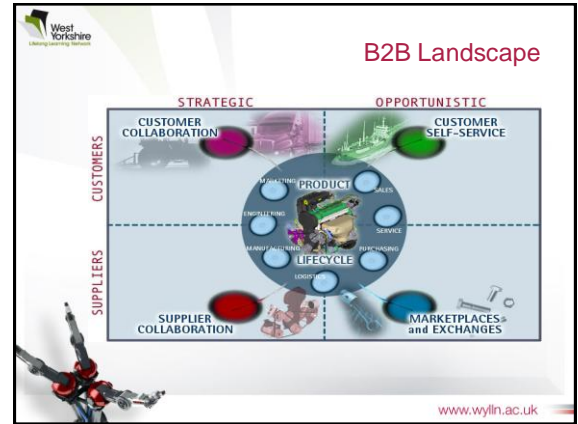 West
Yorkshire
Lifelong Learning Network
B2B Landscape
STRATEGIC
OPPORTUNISTIC
CUSTOMERS
CUSTOMER
COLLABORATION
CUSTOMER
SELF-SERVICE
MARKETING
PRODUCT
SALES
ENGINEERING
SERVICE
MANUFACTURING
PURCHASING
LIFECYCLE
LOGISTICS
SUPPLIERS
SUPPLIER
COLLABORATION
MARKETPLACES
and EXCHANGES
www.wylln.ac.uk